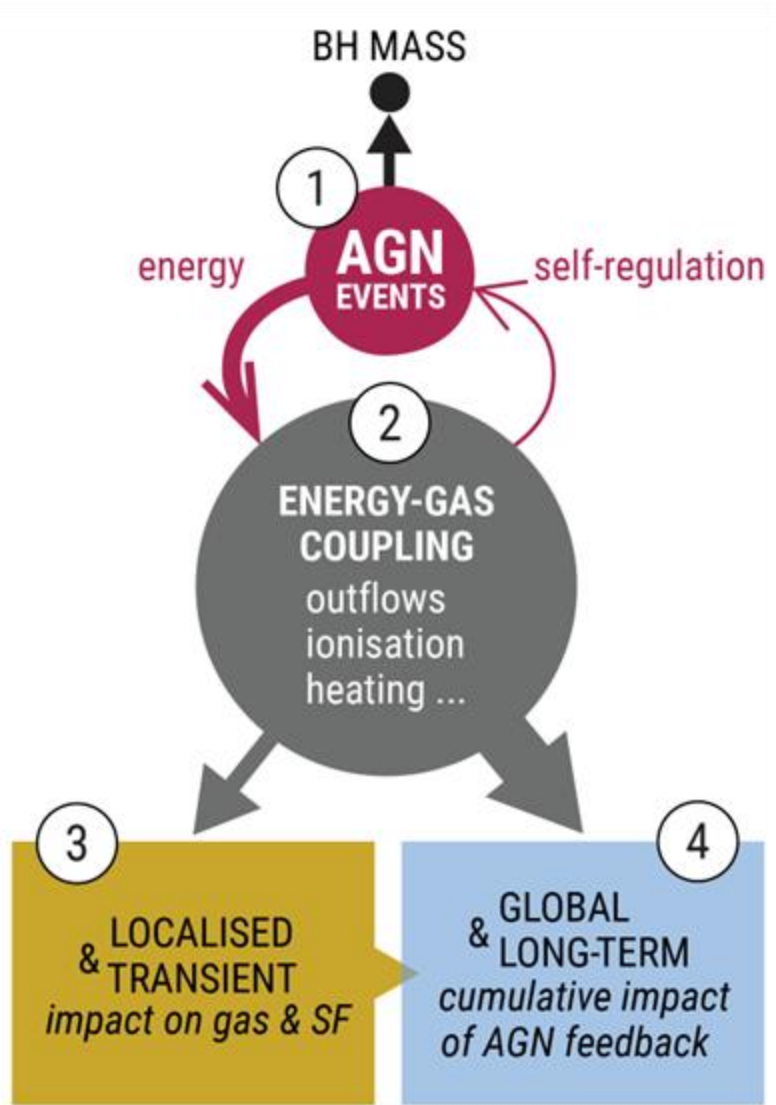 BH MASS
1
AGN
EVENTS
energy
self-regulation
2
ENERGY-GAS
COUPLING
outflows
ionisation
heating ...
3
LOCALISED
& TRANSIENT
impact on gas & SF
4
GLOBAL
& LONG-TERM
cumulative impact
of AGN feedback